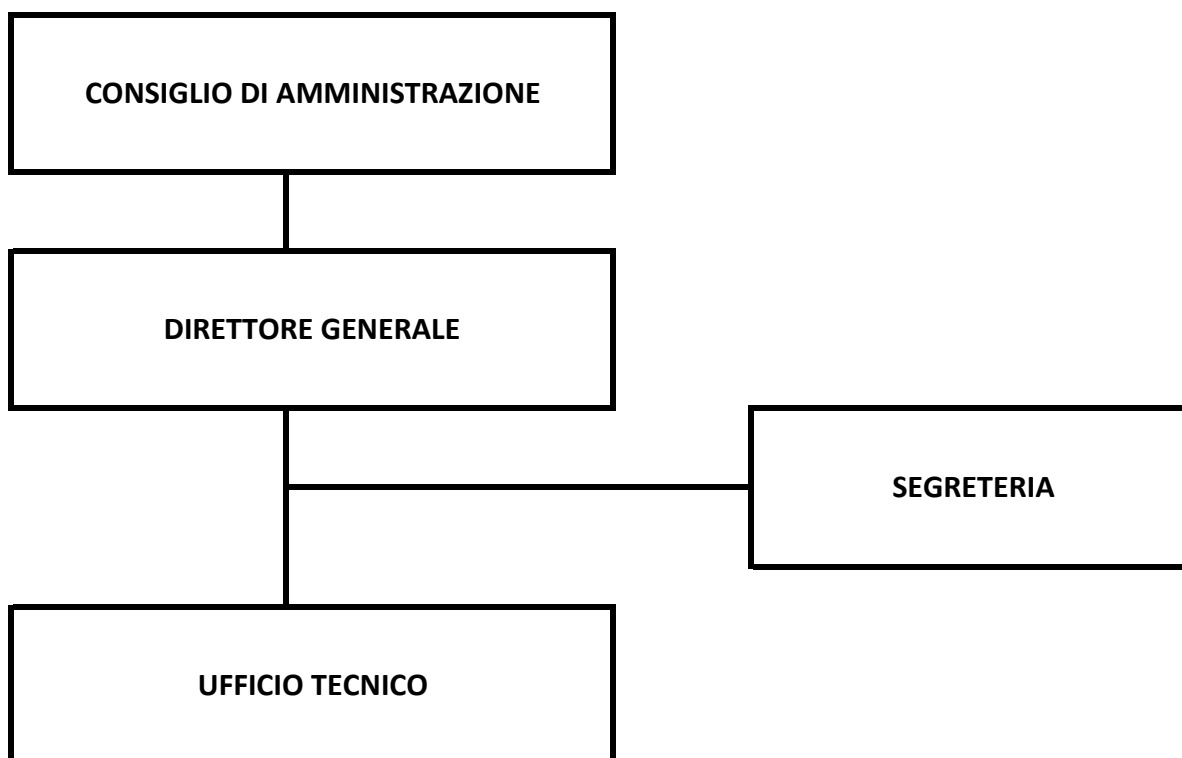 CONSIGLIO DI AMMINISTRAZIONE
DIRETTORE GENERALE
SEGRETERIA
UFFICIO TECNICO